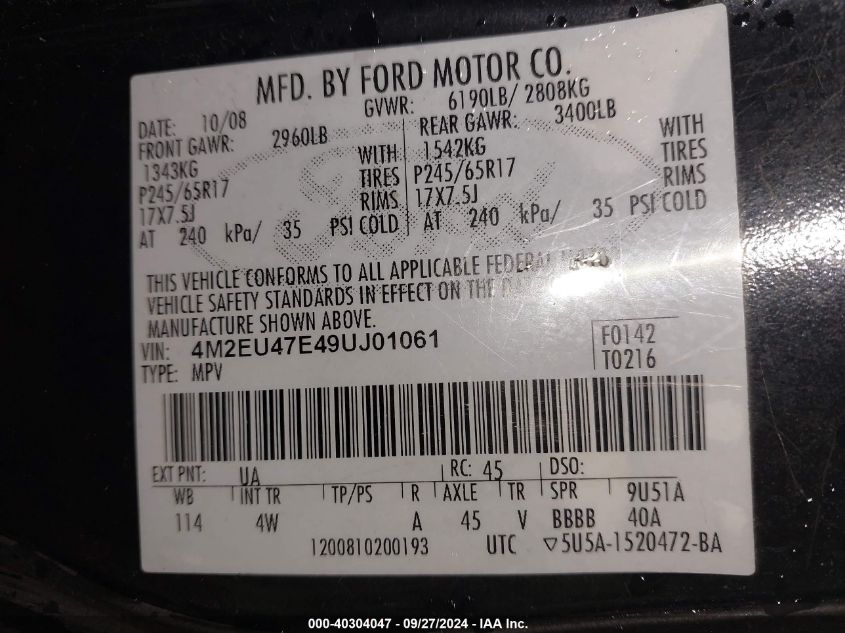 MFD. BY FORD MOTOR CO.
DATE: 10/08 GVWR: 6190LB/ 2808KG
FRONT GAWR: 2960LB REAR GAWR: 3400LB
1343KG WITH 1542KG WITH
P245/65R17 TIRES P245/65R17 TIRES
17X7.5J RIMS 17X7.5J RIMS
AT 240 kPa/ 35 PSI COLD AT 240 kPa/ 35 PSI COLD
THIS VEHICLE CONFORMS TO ALL APPLICABLE FEDERAL
VEHICLE SAFETY STANDARDS IN EFFECT ON THE
MANUFACTURE SHOWN ABOVE.
VIN: 4M2EU47E49UJ01061 F0142
TYPE: MPV T0216
EXT PNT: UA RC: 45 DSO:
WB INT TR TP/PS R AXLE TR SPR 9U51A
114 4W A 45 V BBBB 40A
1200810200193 UTC ▽5U5A-1520472-BA
000-40304047 - 09/27/2024 - IAA Inc.